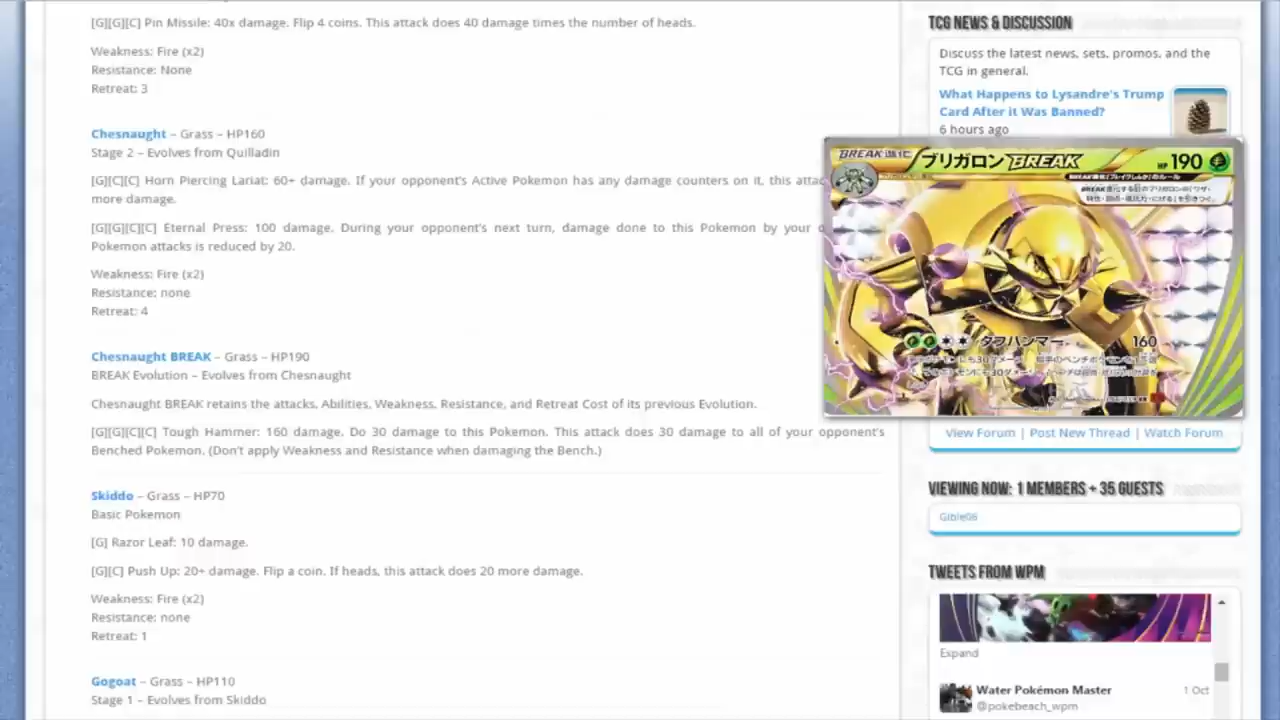 [G][G][C] Pin Missile: 40x damage. Flip 4 coins. This attack does 40 damage times the number of heads.
Weakness: Fire (x2)
Resistance: None
Retreat: 3
Chesnaught – Grass – HP160
Stage 2 – Evolves from Quilladin
[G][C][C] Horn Piercing Lariat: 60+ damage. If your opponent's Active Pokemon has any damage counters on it, this attac
more damage.
[G][G][C][C] Eternal Press: 100 damage. During your opponent's next turn, damage done to this Pokemon by your o
Pokemon attacks is reduced by 20.
Weakness: Fire (x2)
Resistance: none
Retreat: 4
Chesnaught BREAK – Grass – HP190
BREAK Evolution – Evolves from Chesnaught
Chesnaught BREAK retains the attacks, Abilities, Weakness, Resistance, and Retreat Cost of its previous Evolution.
[G][G][C][C] Tough Hammer: 160 damage. Do 30 damage to this Pokemon. This attack does 30 damage to all of your opponent's
Benched Pokemon. (Don't apply Weakness and Resistance when damaging the Bench.)
Skiddo – Grass – HP70
Basic Pokemon
[G] Razor Leaf: 10 damage.
[G][C] Push Up: 20+ damage. Flip a coin. If heads, this attack does 20 more damage.
Weakness: Fire (x2)
Resistance: none
Retreat: 1
Gogoat – Grass – HP110
Stage 1 – Evolves from Skiddo
TCG NEWS & DISCUSSION
Discuss the latest news, sets, promos, and the
TCG in general.
What Happens to Lysandre's Trump
Card After it Was Banned?
6 hours ago
BREAK進化 ブリガロン BREAK HP 190
タフハンマー 160
View Forum | Post New Thread | Watch Forum
VIEWING NOW: 1 MEMBERS + 35 GUESTS
Gible06
TWEETS FROM WPM
Expand
Water Pokémon Master 1 Oct
@pokebeach_wpm